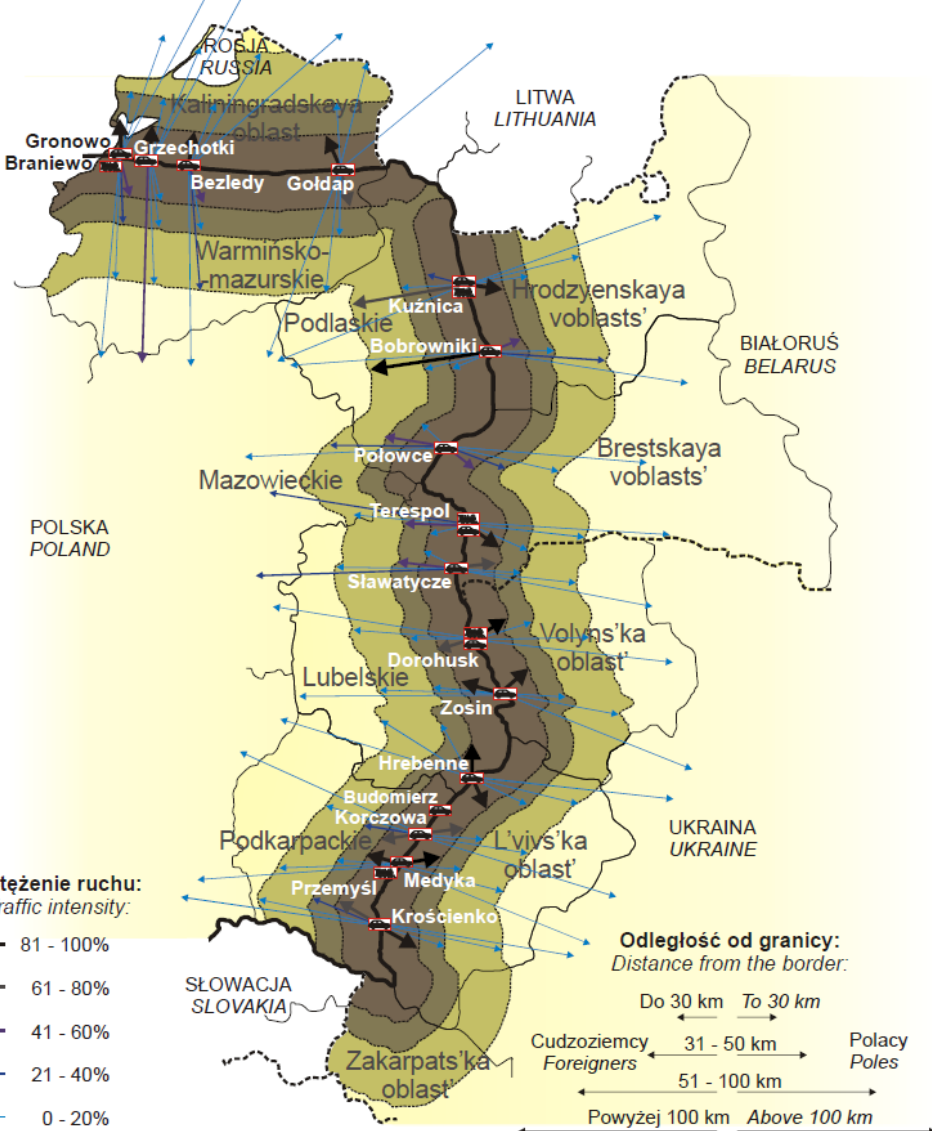 ROSJA
RUSSIA
Kaliningradskaya
oblast
LITWA
LITHUANIA
Gronowo
Braniewo
Grzechotki
Bezledy
Gołdap
Warmińsko-
-mazurskie
Podlaskie
Kuźnica
Hrodzyenskaya
voblasts'
Bobrowniki
BIAŁORUŚ
BELARUS
Połowce
Brestskaya
voblasts'
Mazowieckie
Terespol
POLSKA
POLAND
Sławatycze
Dorohusk
Volyns'ka
oblast'
Lubelskie
Zosin
Hrebenne
Budomierz
Korczowa
Podkarpackie
L'vivs'ka
oblast'
UKRAINA
UKRAINE
Przemyśl
Medyka
Krościenko
SŁOWACJA
SLOVAKIA
Zakarpats'ka
oblast'
tężenie ruchu:
raffic intensity:
81 - 100%
61 - 80%
41 - 60%
21 - 40%
0 - 20%
Odległość od granicy:
Distance from the border:
Do 30 km To 30 km
Cudzoziemcy
Foreigners
31 - 50 km
Polacy
Poles
51 - 100 km
Powyżej 100 km Above 100 km